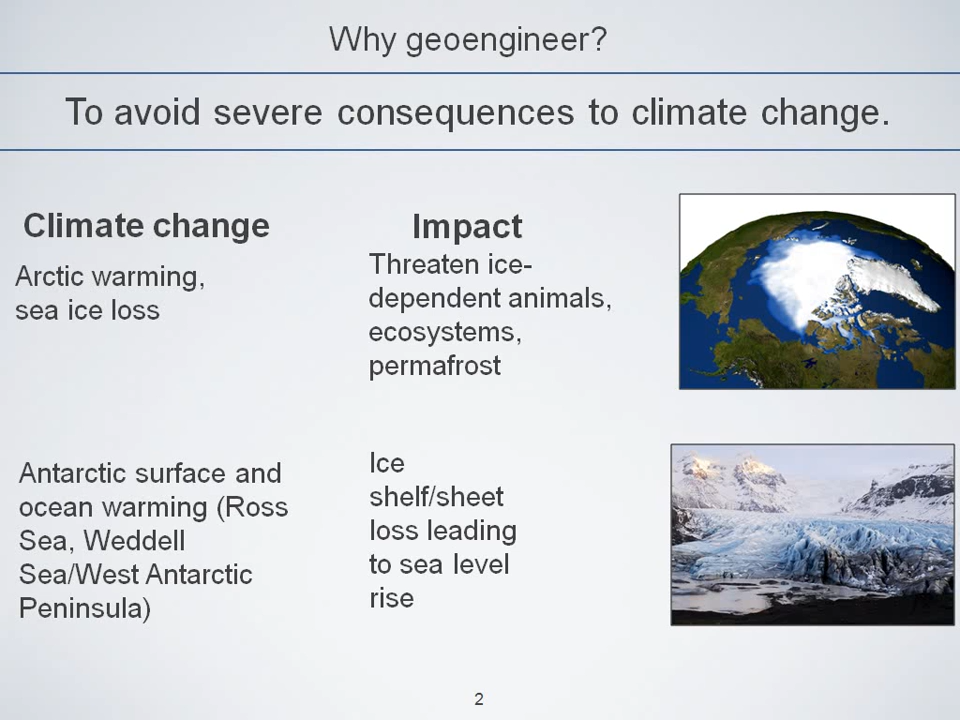 Why geoengineer?
To avoid severe consequences to climate change.
Climate change
Impact
Arctic warming,
sea ice loss
Threaten ice-
dependent animals,
ecosystems,
permafrost
Antarctic surface and
ocean warming (Ross
Sea, Weddell
Sea/West Antarctic
Peninsula)
Ice
shelf/sheet
loss leading
to sea level
rise
2